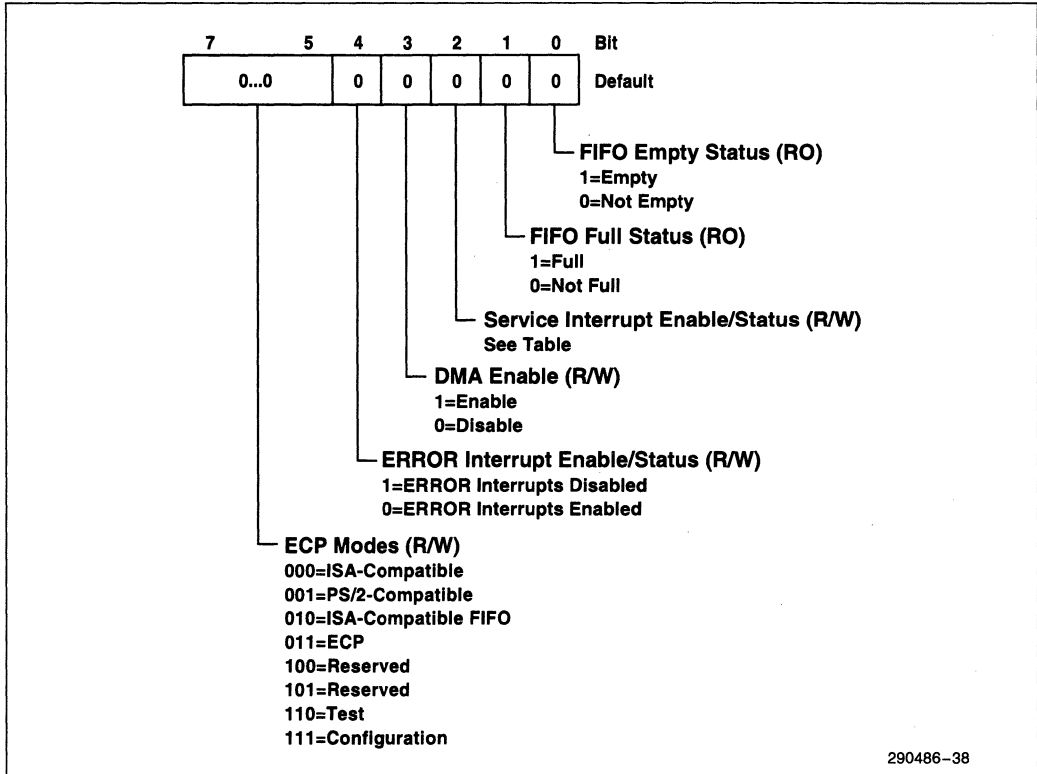 7 5 4 3 2 1 0 Bit
0...0 0 0 0 0 0 Default
FIFO Empty Status (RO)
1=Empty
0=Not Empty
FIFO Full Status (RO)
1=Full
0=Not Full
Service Interrupt Enable/Status (R/W)
See Table
DMA Enable (R/W)
1=Enable
0=Disable
ERROR Interrupt Enable/Status (R/W)
1=ERROR Interrupts Disabled
0=ERROR Interrupts Enabled
ECP Modes (R/W)
000=ISA-Compatible
001=PS/2-Compatible
010=ISA-Compatible FIFO
011=ECP
100=Reserved
101=Reserved
110=Test
111=Configuration
290486–38